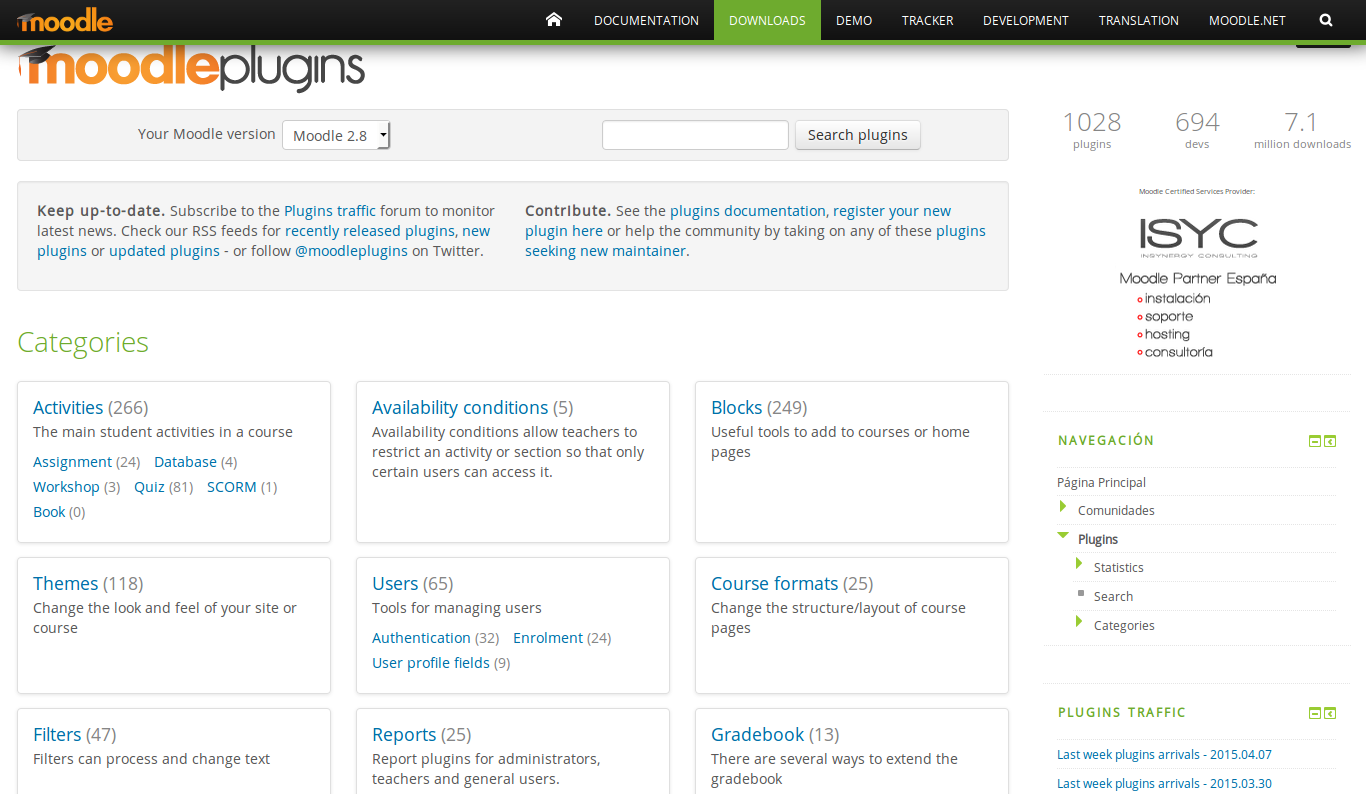 moodle
DOCUMENTATION
DOWNLOADS
DEMO
TRACKER
DEVELOPMENT
TRANSLATION
MOODLE.NET
moodleplugins
Your Moodle version
Moodle 2.8
Search plugins
Keep up-to-date. Subscribe to the Plugins traffic forum to monitor
latest news. Check our RSS feeds for recently released plugins, new
plugins or updated plugins - or follow @moodleplugins on Twitter.
Contribute. See the plugins documentation, register your new
plugin here or help the community by taking on any of these plugins
seeking new maintainer.
Categories
Activities (266)
The main student activities in a course
Assignment (24) Database (4)
Workshop (3) Quiz (81) SCORM (1)
Book (0)
Availability conditions (5)
Availability conditions allow teachers to
restrict an activity or section so that only
certain users can access it.
Blocks (249)
Useful tools to add to courses or home
pages
Themes (118)
Change the look and feel of your site or
course
Users (65)
Tools for managing users
Authentication (32) Enrolment (24)
User profile fields (9)
Course formats (25)
Change the structure/layout of course
pages
Filters (47)
Filters can process and change text
Reports (25)
Report plugins for administrators,
teachers and general users.
Gradebook (13)
There are several ways to extend the
gradebook
1028
plugins
694
devs
7.1
million downloads
Moodle Certified Services Provider:
ISYC
INSYNERGY CONSULTING
Moodle Partner España
instalación
soporte
hosting
consultoría
NAVEGACIÓN
Página Principal
Comunidades
Plugins
Statistics
Search
Categories
PLUGINS TRAFFIC
Last week plugins arrivals - 2015.04.07
Last week plugins arrivals - 2015.03.30